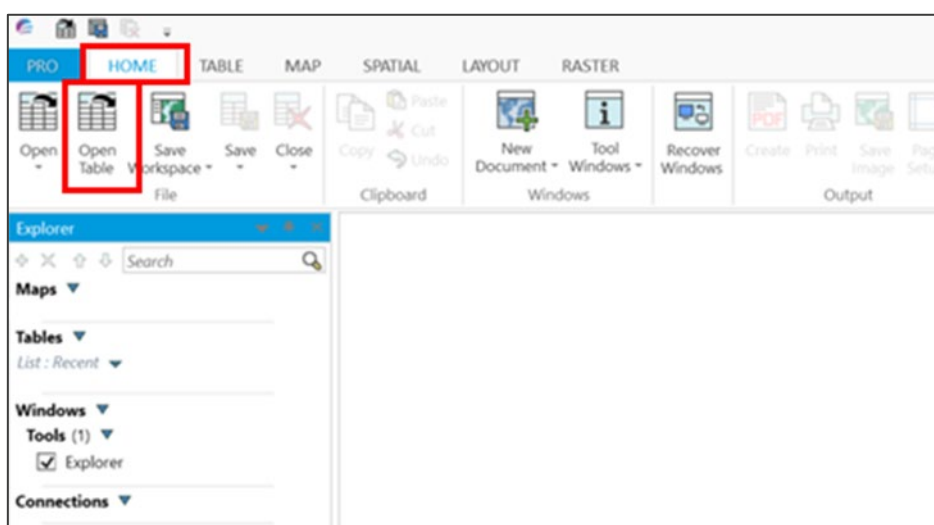 PRO HOME TABLE MAP SPATIAL LAYOUT RASTER
Open Open Table Save Workspace Save Close
File
Copy Paste
Cut
Undo
Clipboard
New Document Tool Windows
Windows
Recover Windows
PDF
Create Print Save Image
Output
Explorer
Search
Maps
Tables
List : Recent
Windows
Tools (1)
Explorer
Connections